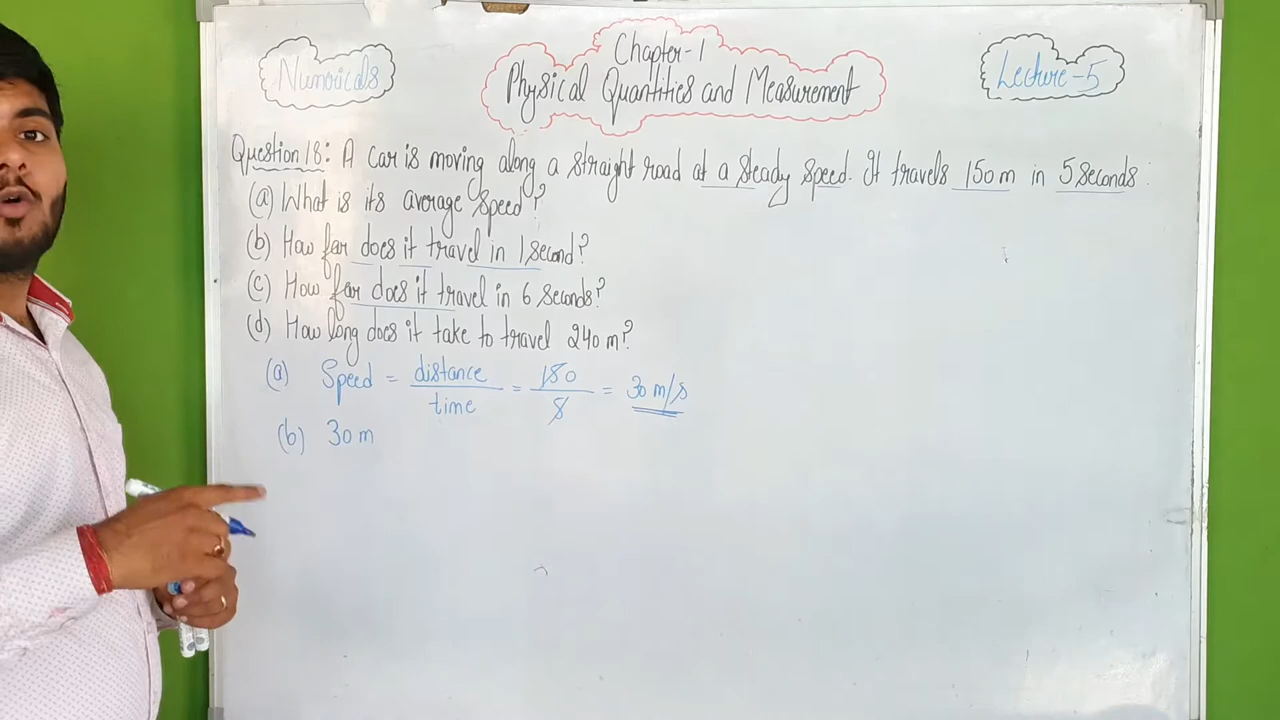 Numericals
Chapter-1
Physical Quantities and Measurement
Lecture-5
Question 18: A car is moving along a straight road at a steady speed. It travels 150 m in 5 seconds:
(a) What is its average speed?
(b) How far does it travel in 1 second?
(c) How far does it travel in 6 seconds?
(d) How long does it take to travel 240 m?
(a) Speed = distance/time = 150/5 = 30 m/s
(b) 30 m